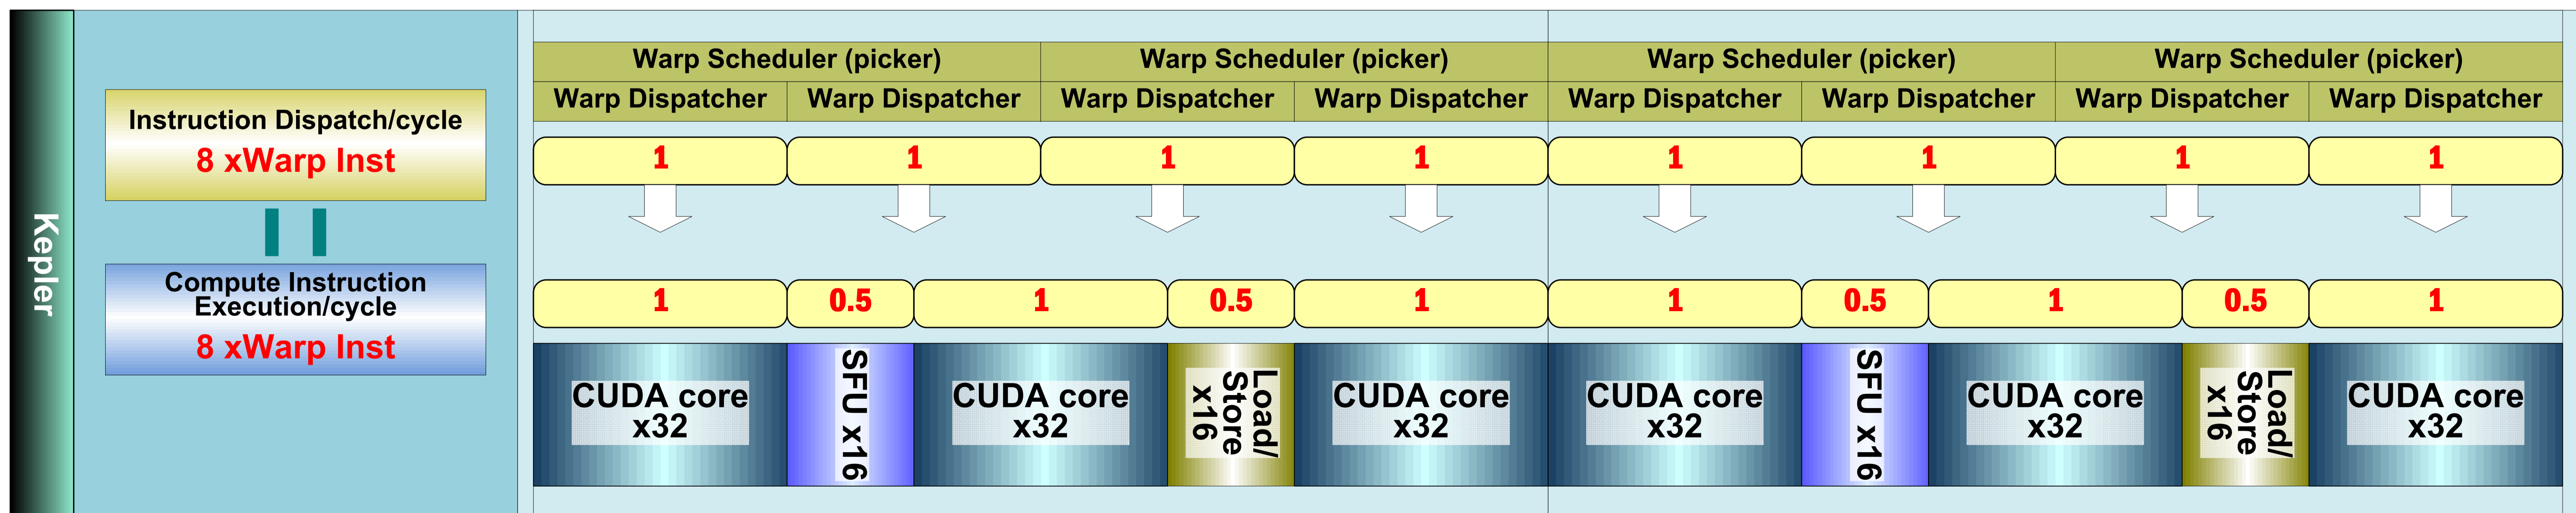 Kepler
Instruction Dispatch/cycle
8 xWarp Inst
Compute Instruction
Execution/cycle
8 xWarp Inst
Warp Scheduler (picker) Warp Scheduler (picker) Warp Scheduler (picker) Warp Scheduler (picker)
Warp Dispatcher Warp Dispatcher Warp Dispatcher Warp Dispatcher Warp Dispatcher Warp Dispatcher Warp Dispatcher Warp Dispatcher
1 1 1 1 1 1 1 1
1 0.5 1 0.5 1 1 0.5 1 0.5 1
CUDA core
x32
SFU x16
CUDA core
x32
Load/
Store
x16
CUDA core
x32
CUDA core
x32
SFU x16
CUDA core
x32
Load/
Store
x16
CUDA core
x32